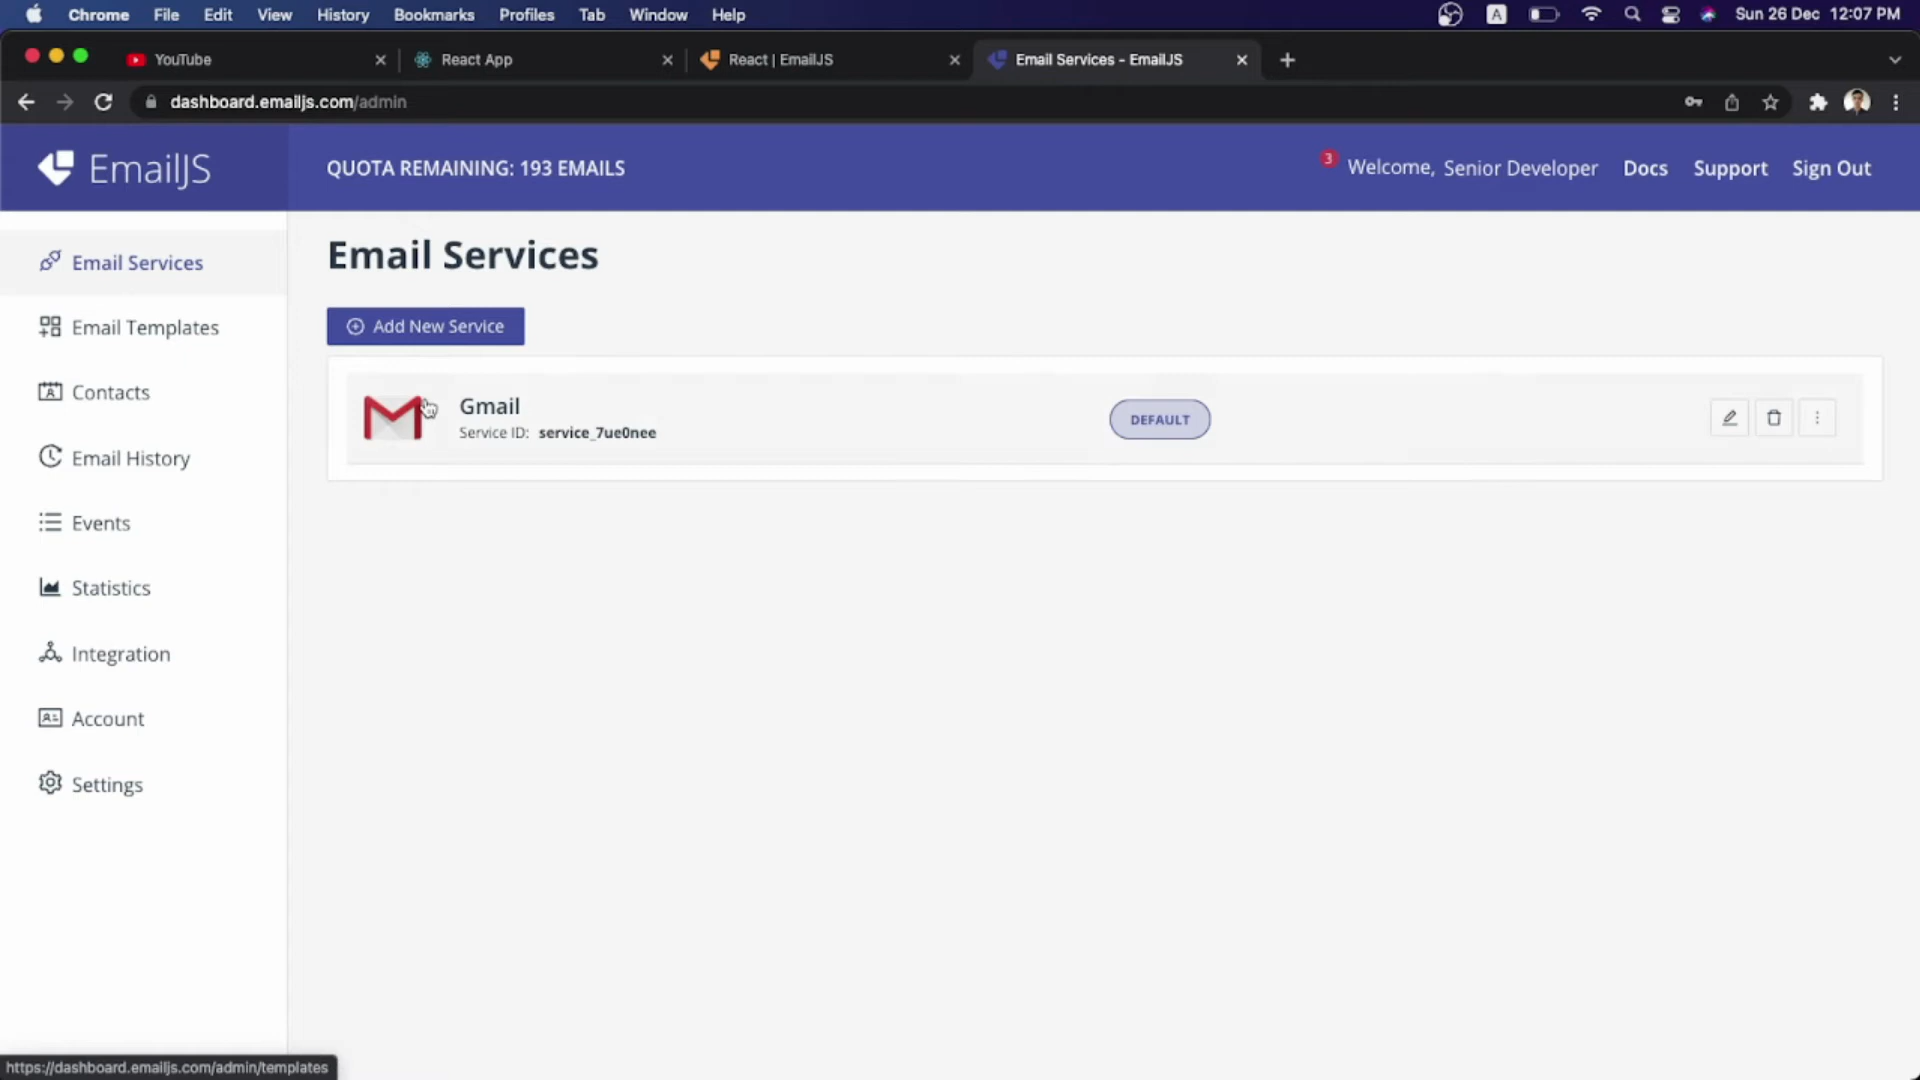 Chrome File Edit View History Bookmarks Profiles Tab Window Help
A Sun 26 Dec 12:07 PM
YouTube
React App
React | EmailJS
Email Services - EmailJS
dashboard.emailjs.com/admin
EmailJS
QUOTA REMAINING: 193 EMAILS
3 Welcome, Senior Developer Docs Support Sign Out
Email Services
Email Templates
Contacts
Email History
Events
Statistics
Integration
Account
Settings
Email Services
Add New Service
Gmail
Service ID: service_7ue0nee
DEFAULT
https://dashboard.emailjs.com/admin/templates